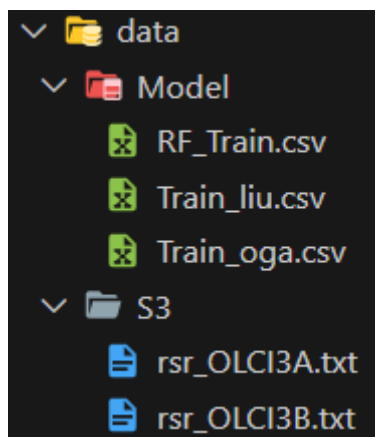 data
Model
RF_Train.csv
Train_liu.csv
Train_oga.csv
S3
rsr_OLCI3A.txt
rsr_OLCI3B.txt